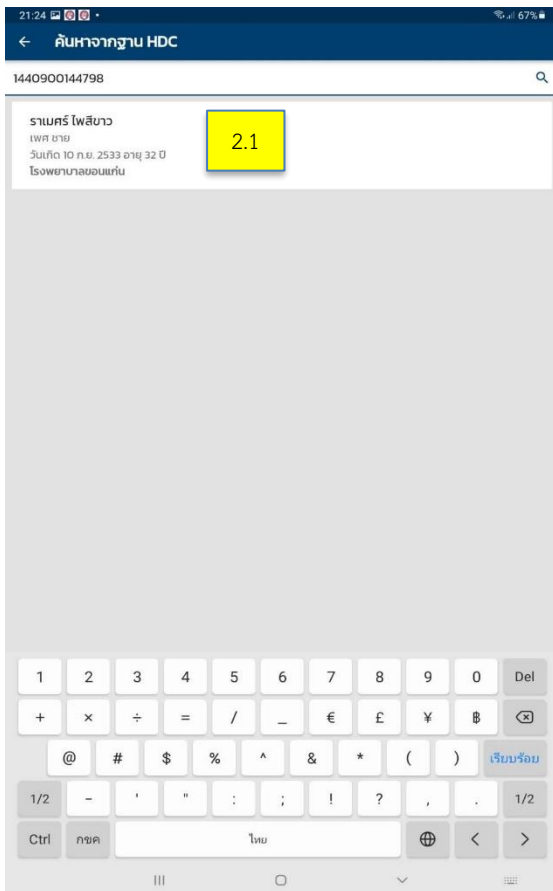 21:24 67%
ค้นหาจากฐาน HDC
1440900144798
ราเมศร์ ไพสีขาว
เพศ ชาย
วันเกิด 10 ก.ย. 2533 อายุ 32 ปี
โรงพยาบาลขอนแก่น
2.1
1 2 3 4 5 6 7 8 9 0 Del
+ × ÷ = / _ € £ ¥ ฿
@ # $ % ^ & * ( ) เรียบร้อย
1/2 - ' " : ; ! ? , . 1/2
Ctrl กขค ไทย < >